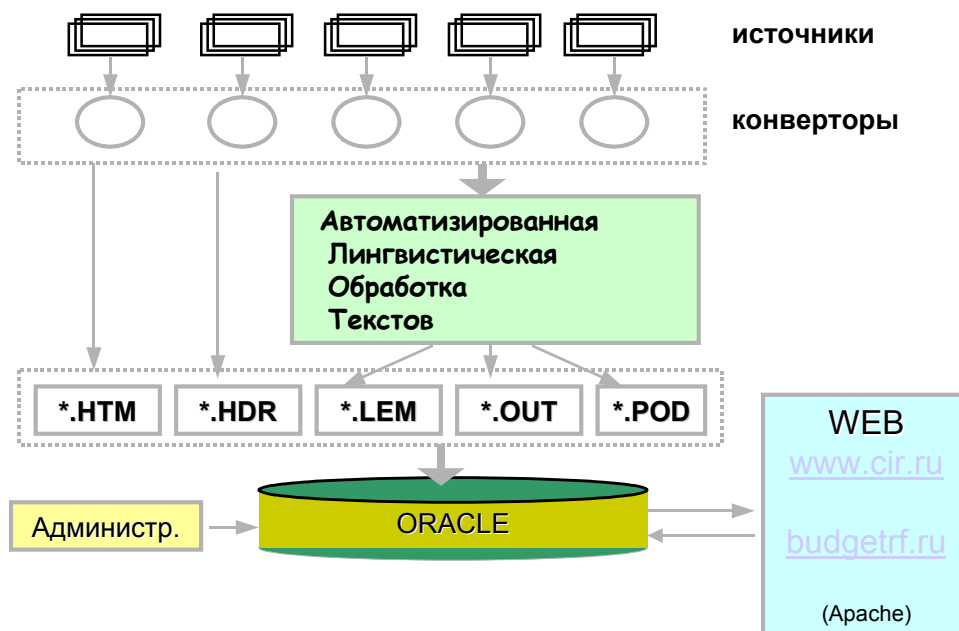 источники
конверторы
Автоматизированная
Лингвистическая
Обработка
Текстов
*.HTM
*.HDR
*.LEM
*.OUT
*.POD
WEB
www.cir.ru
budgetrf.ru
(Apache)
Администр.
ORACLE